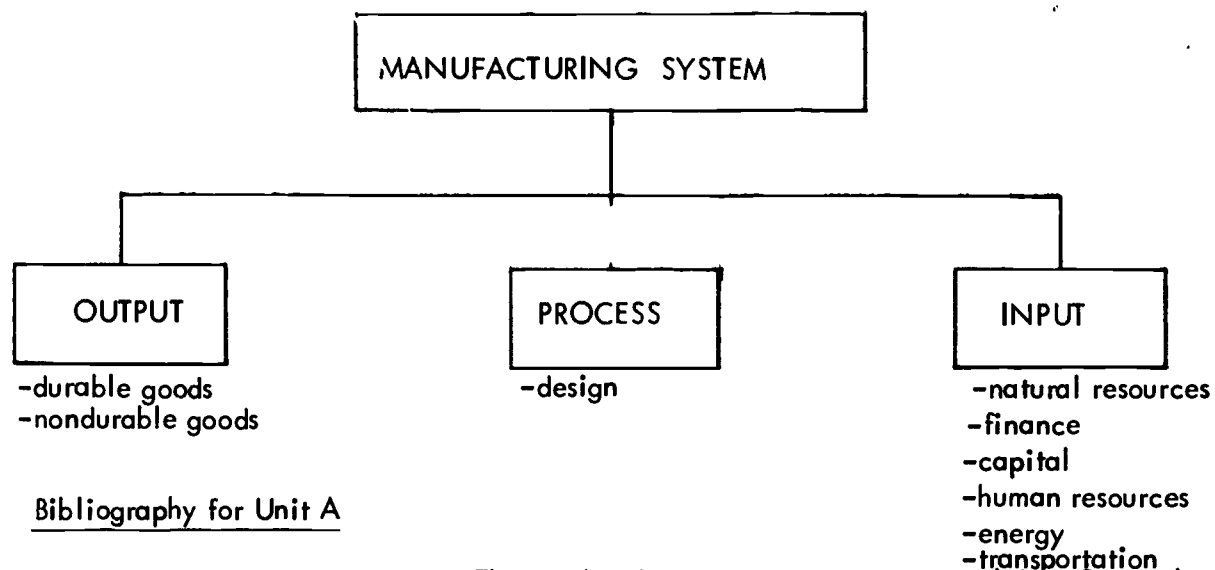 MANUFACTURING SYSTEM
OUTPUT
-durable goods
-nondurable goods
PROCESS
-design
INPUT
-natural resources
-finance
-capital
-human resources
-energy
-transportation
Bibliography for Unit A